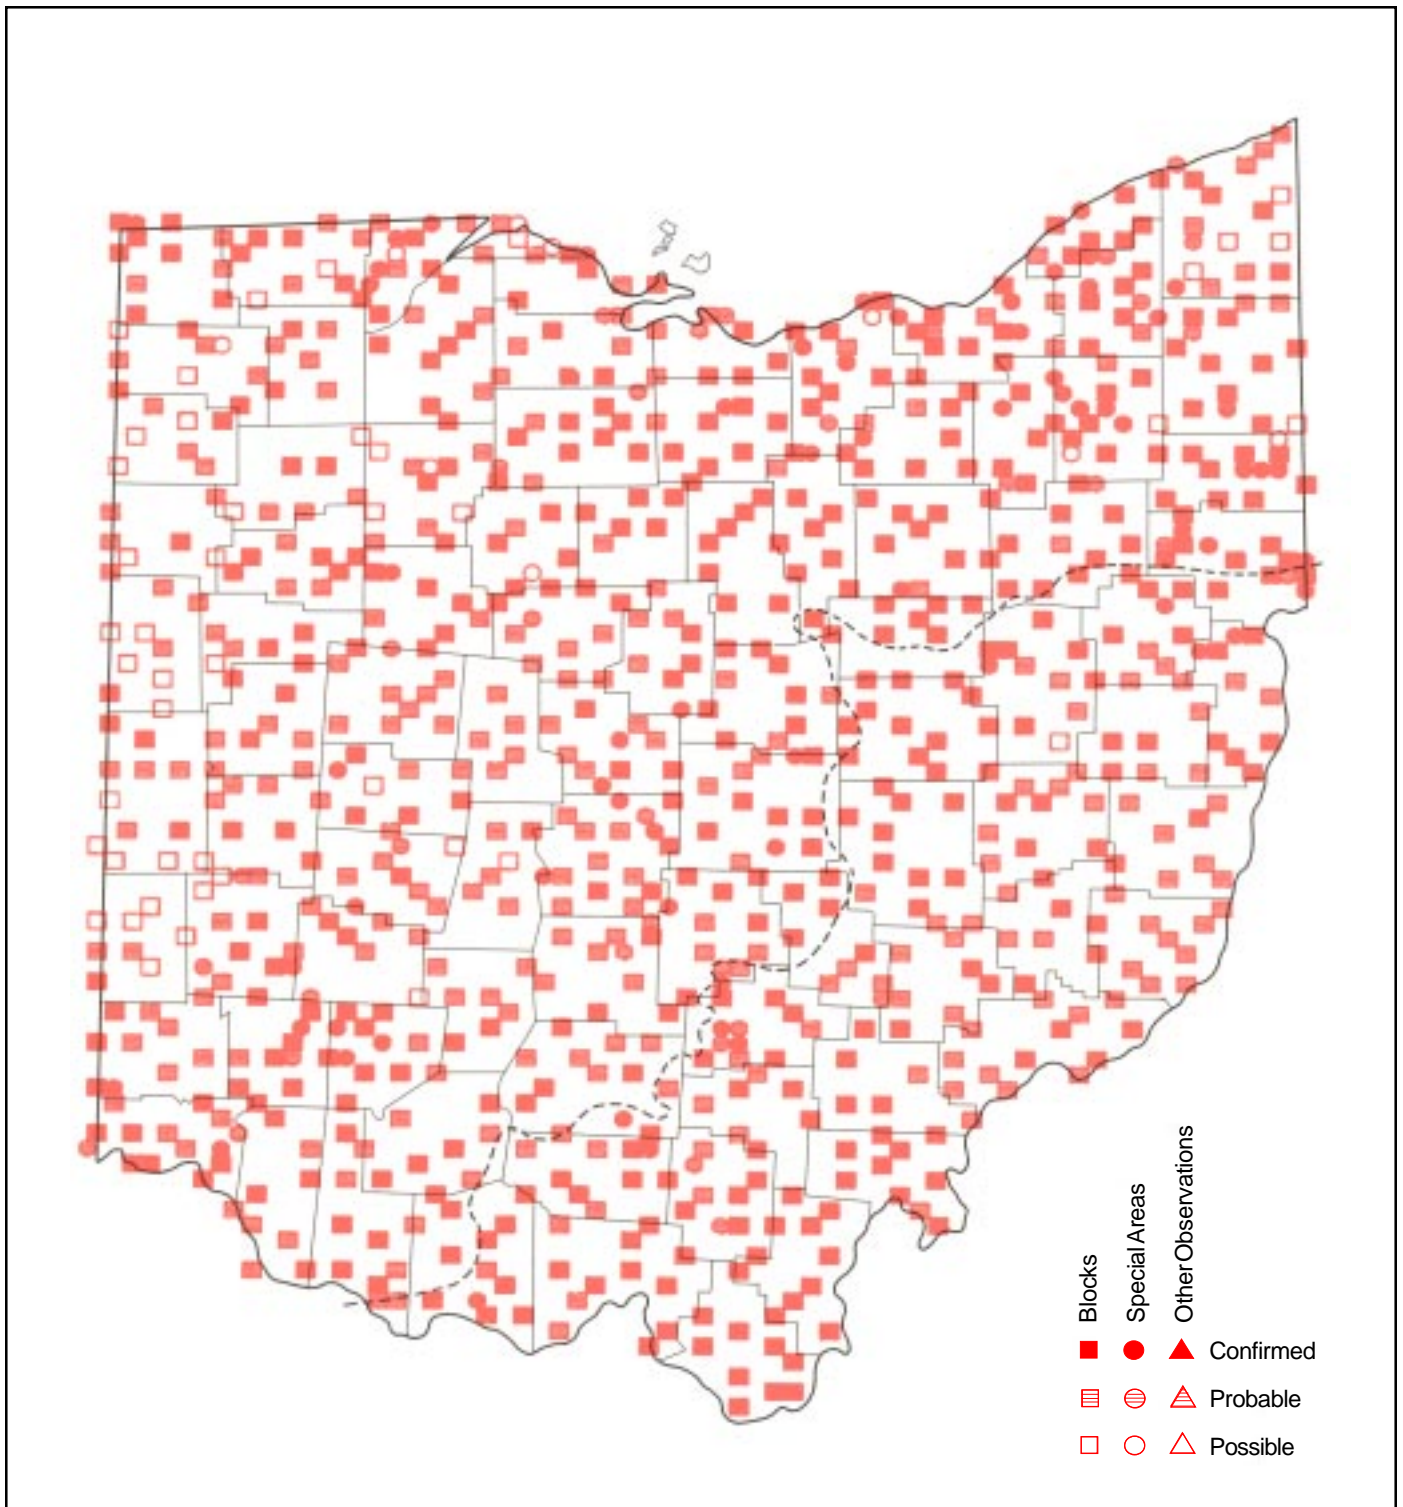 Blocks
Special Areas
Other Observations
Confirmed
Probable
Possible